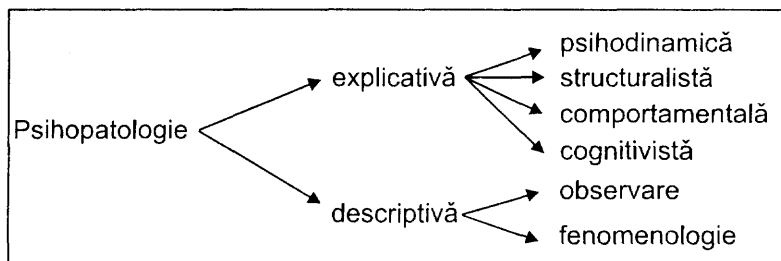 psihodinamică
explicativă
structuralistă
comportamentală
Psihopatologie
cognitivistă
observare
descriptivă
fenomenologie